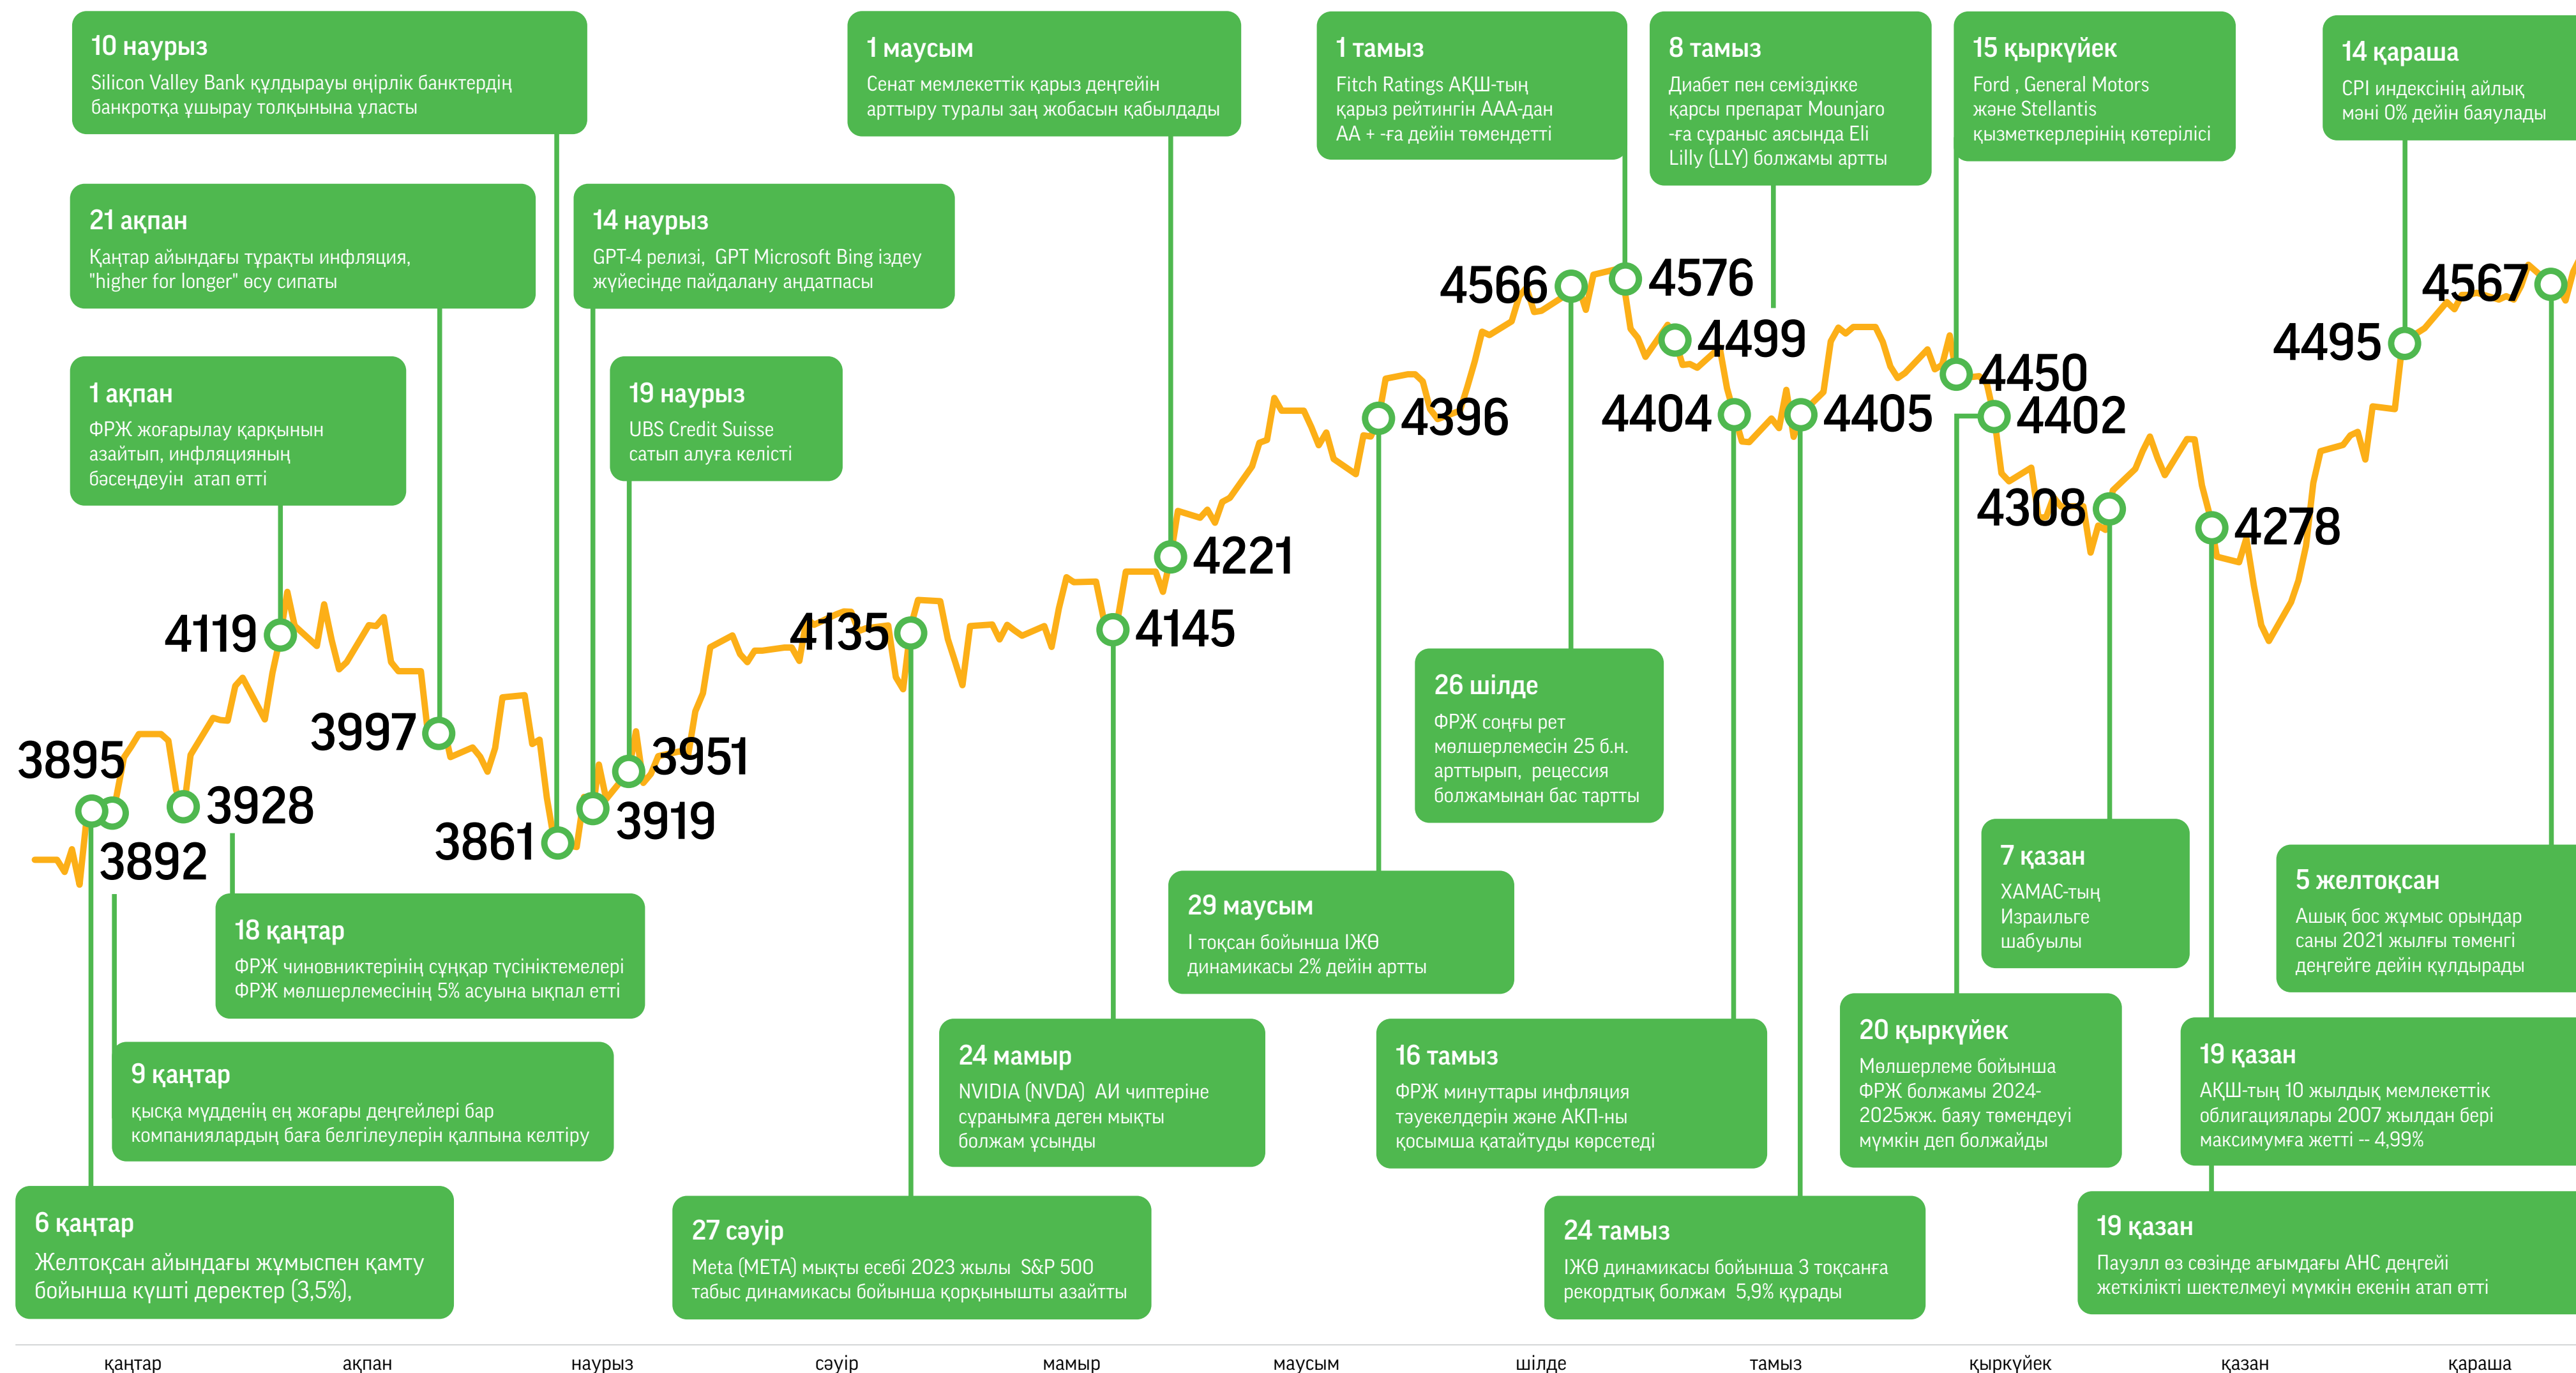 10 наурыз
Silicon Valley Bank құлдырауы өңірлік банктердің
банкротқа ұшырау толқынына ұласты
1 маусым
Сенат мемлекеттік қарыз деңгейін
арттыру туралы заң жобасын қабылдады
1 тамыз
Fitch Ratings АҚШ-тың
қарыз рейтингін ААА-дан
АА + -ға дейін төмендетті
8 тамыз
Диабет пен семіздікке
қарсы препарат Mounjaro
-ға сұраныс аясында Eli
Lilly (LLY) болжамы артты
15 қыркүйек
Ford , General Motors
және Stellantis
қызметкерлерінің көтерілісі
14 қараша
CPI индексінің айлық
мәні 0% дейін баяулады
21 ақпан
Қаңтар айындағы тұрақты инфляция,
"higher for longer" өсу сипаты
14 наурыз
GPT-4 релизі,  GPT Microsoft Bing іздеу
жүйесінде пайдалану аңдатпасы
1 ақпан
ФРЖ жоғарылау қарқынын
азайтып, инфляцияның
бәсеңдеуін  атап өтті
19 наурыз
UBS Credit Suisse
сатып алуға келісті
4566
4576
4567
4499
4495
4450
4404
4405
4402
4396
4308
4278
4221
4119
4135
4145
3997
3951
3895
3928
3919
3892
3861
26 шілде
ФРЖ соңғы рет
мөлшерлемесін 25 б.н.
арттырып,  рецессия
болжамынан бас тартты
7 қазан
ХАМАС-тың
Израильге
шабуылы
5 желтоқсан
Ашық бос жұмыс орындар
саны 2021 жылғы төменгі
деңгейге дейін құлдырады
29 маусым
І тоқсан бойынша ІЖӨ
динамикасы 2% дейін артты
18 қаңтар
ФРЖ чиновниктерінің сұңқар түсініктемелері
ФРЖ мөлшерлемесінің 5% асуына ықпал етті
9 қаңтар
қысқа мүдденің ең жоғары деңгейлері бар
компаниялардың баға белгілеулерін қалпына келтіру
24 мамыр
NVIDIA (NVDA)  АИ чиптеріне
сұранымға деген мықты
болжам ұсынды
16 тамыз
ФРЖ минуттары инфляция
тәуекелдерін және АКП-ны
қосымша қатайтуды көрсетеді
20 қыркүйек
Мөлшерлеме бойынша
ФРЖ болжамы 2024-
2025жж. баяу төмендеуі
мүмкін деп болжайды
19 қазан
АҚШ-тың 10 жылдық мемлекеттік
облигациялары 2007 жылдан бері
максимумға жетті -- 4,99%
6 қаңтар
Желтоқсан айындағы жұмыспен қамту
бойынша күшті деректер (3,5%),
27 сәуір
Meta (META) мықты есебі 2023 жылы  S&P 500
табыс динамикасы бойынша қорқынышты азайтты
24 тамыз
ІЖӨ динамикасы бойынша 3 тоқсанға
рекордтық болжам  5,9% құрады
19 қазан
Пауэлл өз сөзінде ағымдағы АНС деңгейі
жеткілікті шектелмеуі мүмкін екенін атап өтті
қаңтар
ақпан
наурыз
сәуір
мамыр
маусым
шілде
тамыз
қыркүйек
қазан
қараша